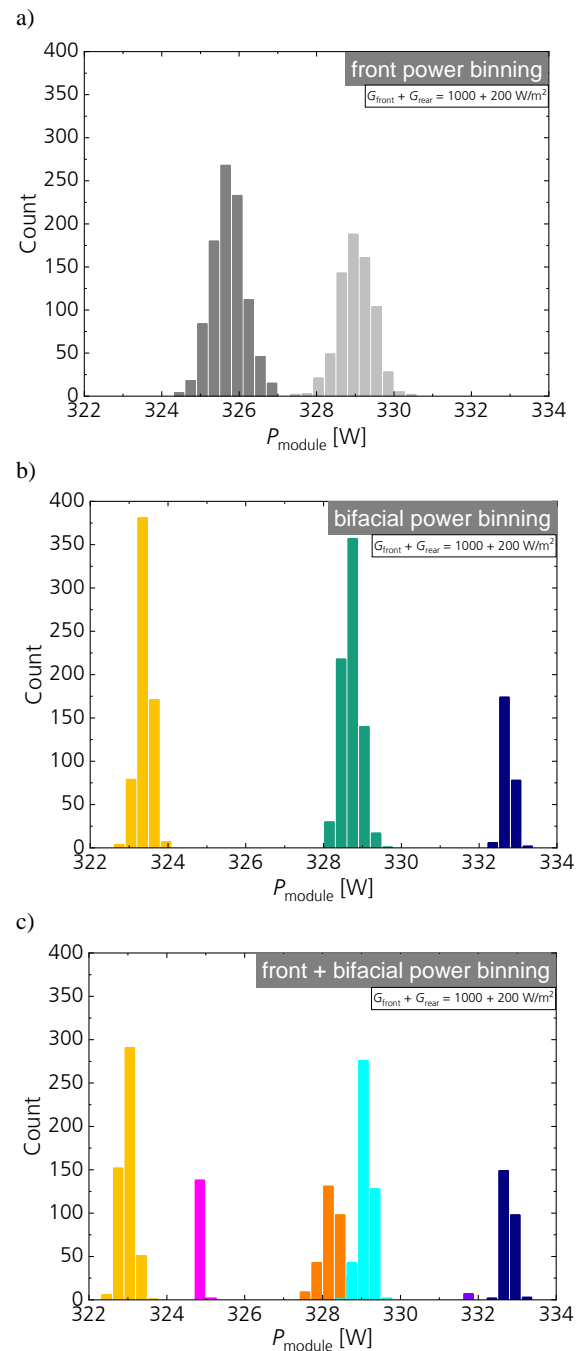 a)
400
front power binning
G_front + G_rear = 1000 + 200 W/m²
350
300
250
200
150
100
50
0
Count
322 324 326 328 330 332 334
P_module [W]
b)
400
bifacial power binning
G_front + G_rear = 1000 + 200 W/m²
350
300
250
200
150
100
50
0
Count
322 324 326 328 330 332 334
P_module [W]
c)
400
front + bifacial power binning
G_front + G_rear = 1000 + 200 W/m²
350
300
250
200
150
100
50
0
Count
322 324 326 328 330 332 334
P_module [W]